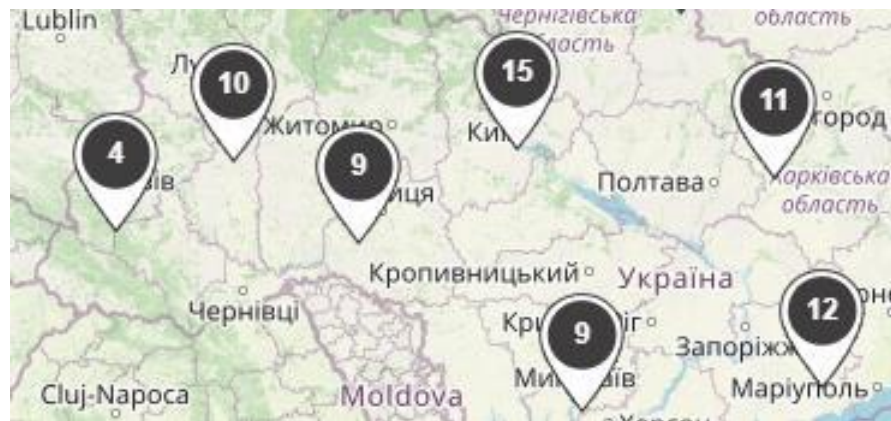 Lublin
Чернігівська
область
область
15
10
11
Житомир
город
4
9
Полтава
Харківська
область
Кропивницький
Україна
Чернівці
12
9
Запоріжжя
Cluj-Napoca
Moldova
Маріуполь